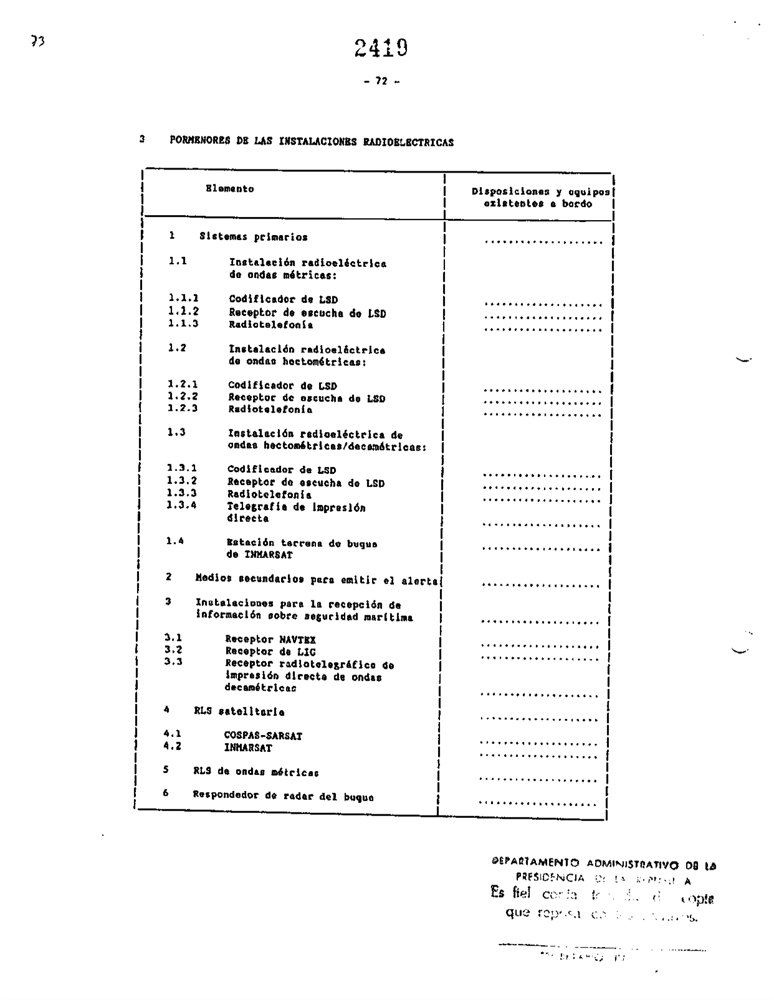 73
2419
- 72 -
3 PORMENORES DE LAS INSTALACIONES RADIOELECTRICAS
Elemento
Disposiciones y equipos
existentes a bordo
1 Sistemas primarios ....................
1.1 Instalación radioeléctrica
de ondas métricas:
1.1.1 Codificador de LSD ....................
1.1.2 Receptor de escucha de LSD ....................
1.1.3 Radiotelefonía ....................
1.2 Instalación radioeléctrica
de ondas hectométricas:
1.2.1 Codificador de LSD ....................
1.2.2 Receptor de escucha de LSD ....................
1.2.3 Radiotelefonía ....................
1.3 Instalación radioeléctrica de
ondas hectométricas/decamétricas:
1.3.1 Codificador de LSD ....................
1.3.2 Receptor de escucha de LSD ....................
1.3.3 Radiotelefonía ....................
1.3.4 Telegrafía de impresión
directa ....................
1.4 Estación terrena de buque ....................
de INMARSAT
2 Medios secundarios para emitir el alerta ....................
3 Instalaciones para la recepción de
información sobre seguridad marítima ....................
3.1 Receptor NAVTEX ....................
3.2 Receptor de LIG ....................
3.3 Receptor radiotelegráfico de
impresión directa de ondas
decamétricas ....................
4 RLS satelitaria ....................
4.1 COSPAS-SARSAT ....................
4.2 INMARSAT ....................
5 RLS de ondas métricas ....................
6 Respondedor de radar del buque ....................
DEPARTAMENTO ADMINISTRATIVO DE LA
PRESIDENCIA DE LA
Es fiel copia
que reposa